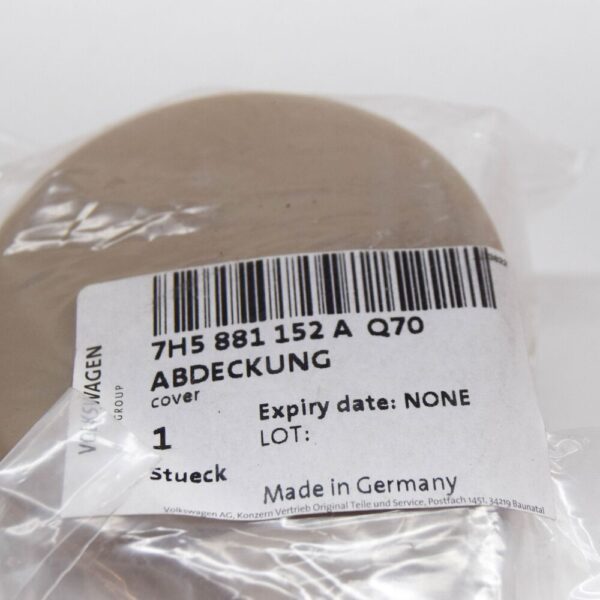 7H5 881 152 A Q70
ABDECKUNG
cover
1
Stueck
Expiry date: NONE
LOT:
Made in Germany
Volkswagen AG, Konzern Vertrieb Original Teile und Service, Postfach 1451, 34219 Baunatal
VOLKSWAGEN
GROUP